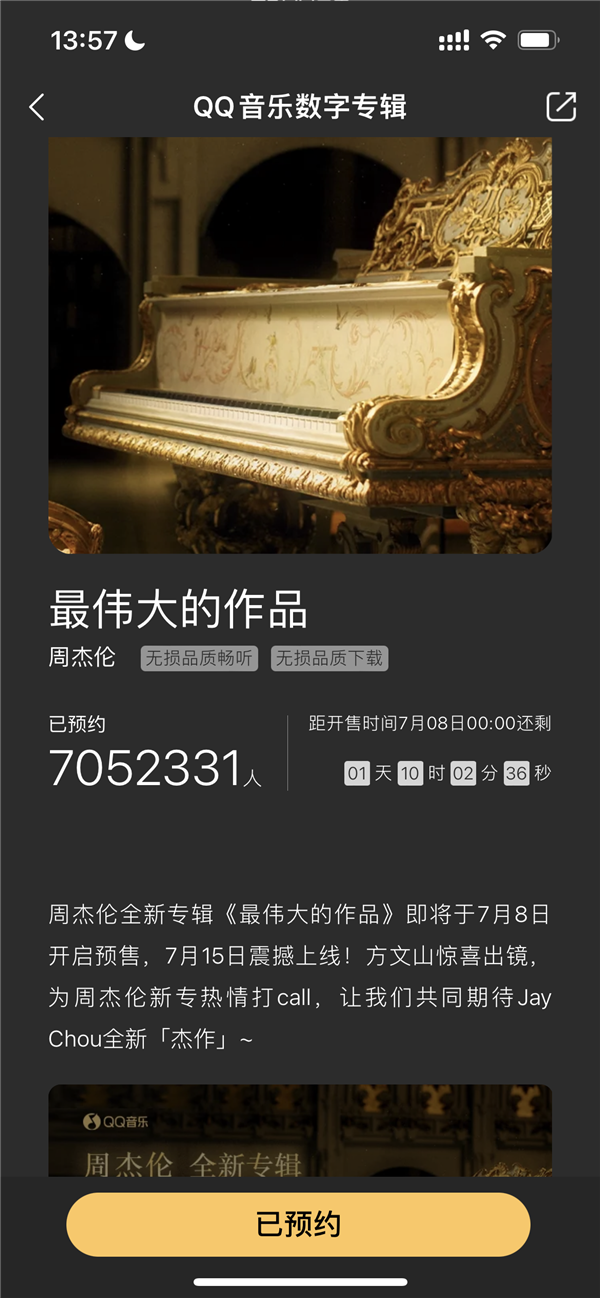 13:57
QQ音乐数字专辑
最伟大的作品
周杰伦 无损品质畅听 无损品质下载
已预约
7052331人
距开售时间7月08日00:00还剩
01天10时02分36秒
周杰伦全新专辑《最伟大的作品》即将于7月8日
开启预售，7月15日震撼上线！方文山惊喜出镜，
为周杰伦新专热情打call，让我们共同期待Jay
Chou全新「杰作」~
QQ音乐
周杰伦 全新专辑
已预约